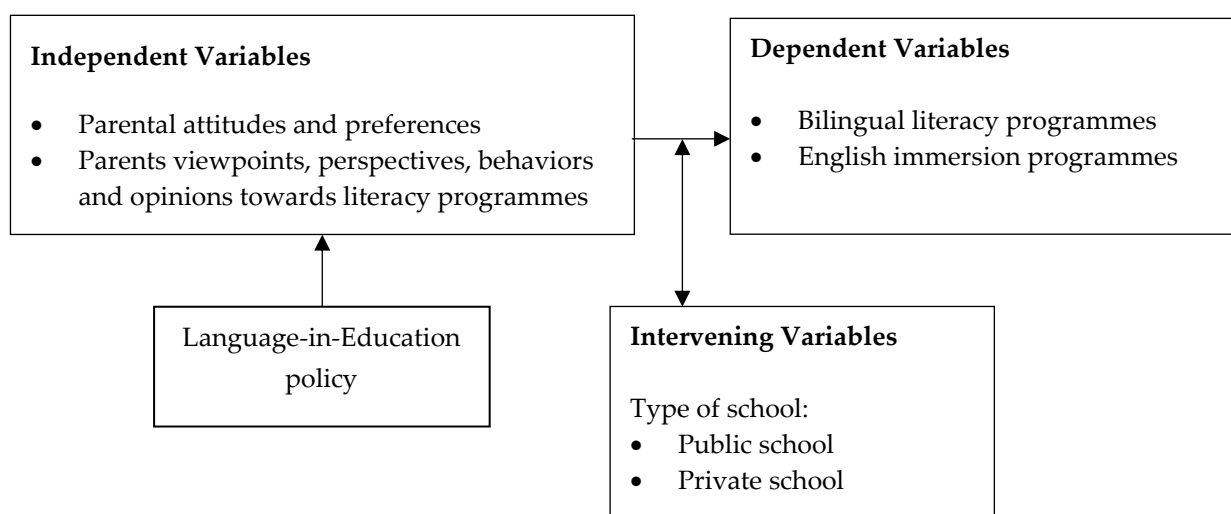 Independent Variables
• Parental attitudes and preferences
• Parents viewpoints, perspectives, behaviors
and opinions towards literacy programmes
Dependent Variables
• Bilingual literacy programmes
• English immersion programmes
Language-in-Education
policy
Intervening Variables
Type of school:
• Public school
• Private school